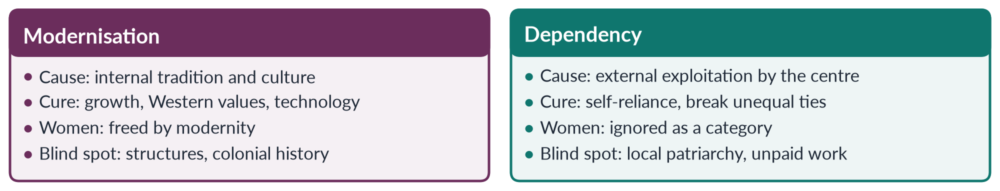 Modernisation
• Cause: internal tradition and culture
• Cure: growth, Western values, technology
• Women: freed by modernity
• Blind spot: structures, colonial history
Dependency
• Cause: external exploitation by the centre
• Cure: self-reliance, break unequal ties
• Women: ignored as a category
• Blind spot: local patriarchy, unpaid work